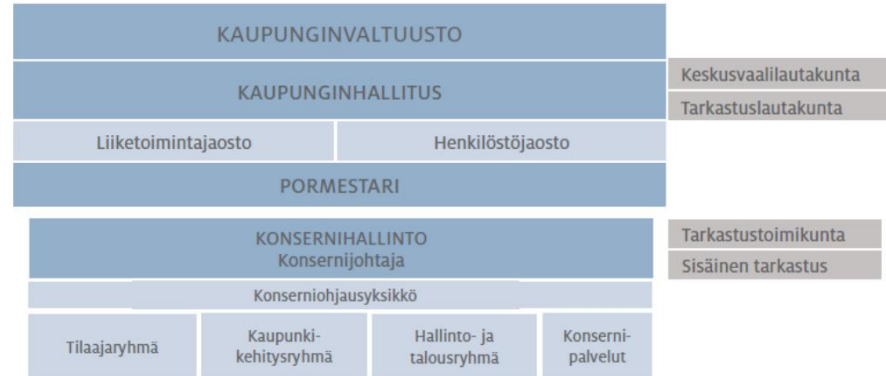 KAUPUNGINVALTUUSTO
KAUPUNGINHALLITUS
Keskusvaalilautakunta
Tarkastuslautakunta
Liiketoimintajaosto
Henkilöstöjaosto
PORMESTARI
KONSERNIHALLINTO
Konsernijohtaja
Tarkastustoimikunta
Sisäinen tarkastus
Konserniohjausyksikkö
Tilaajaryhmä
Kaupunki-
kehitysryhmä
Hallinto- ja
talousryhmä
Konserni-
palvelut